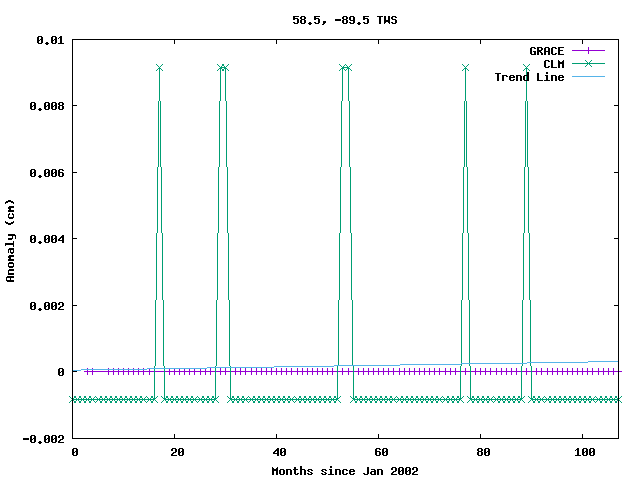 58.5, -89.5 TWS
0.01
GRACE
CLM
Trend Line
0.008
0.006
0.004
Anomaly (cm)
0.002
0
-0.002
0 20 40 60 80 100
Months since Jan 2002